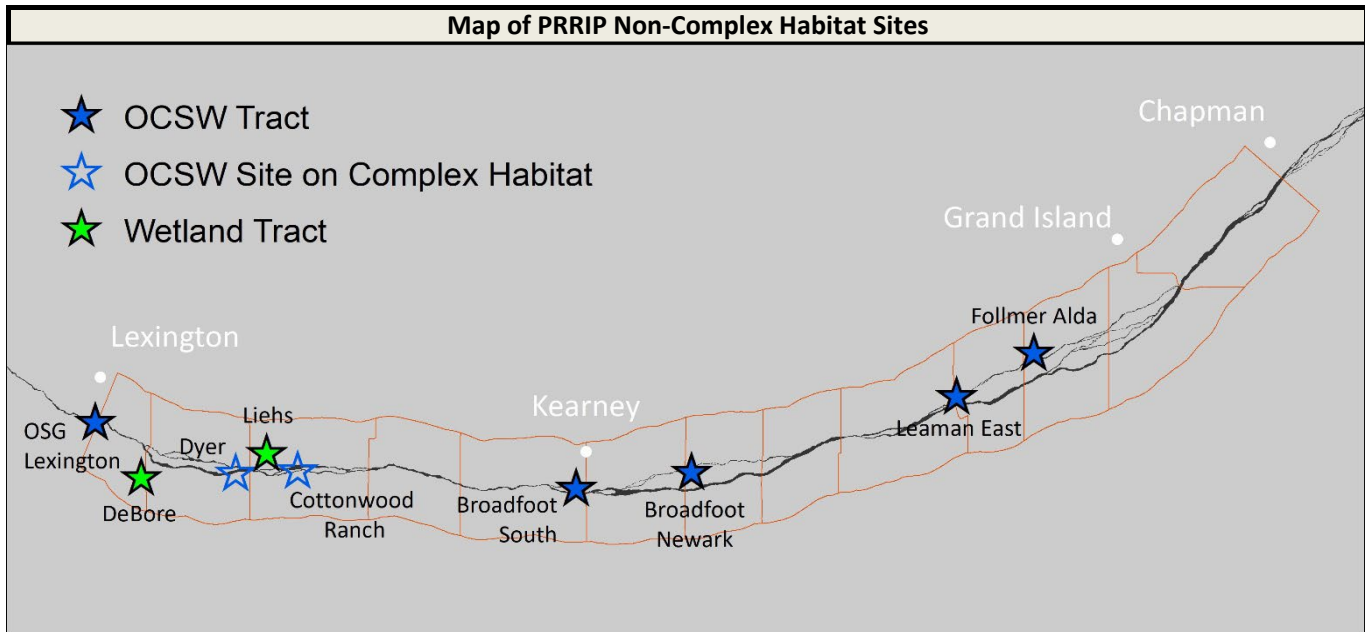 Map of PRRIP Non-Complex Habitat Sites
OCSW Tract
OCSW Site on Complex Habitat
Wetland Tract
Chapman
Grand Island
Follmer Alda
Leaman East
Lexington
OSG
Lexington
DeBore
Dyer
Liehs
Cottonwood
Ranch
Kearney
Broadfoot
South
Broadfoot
Newark